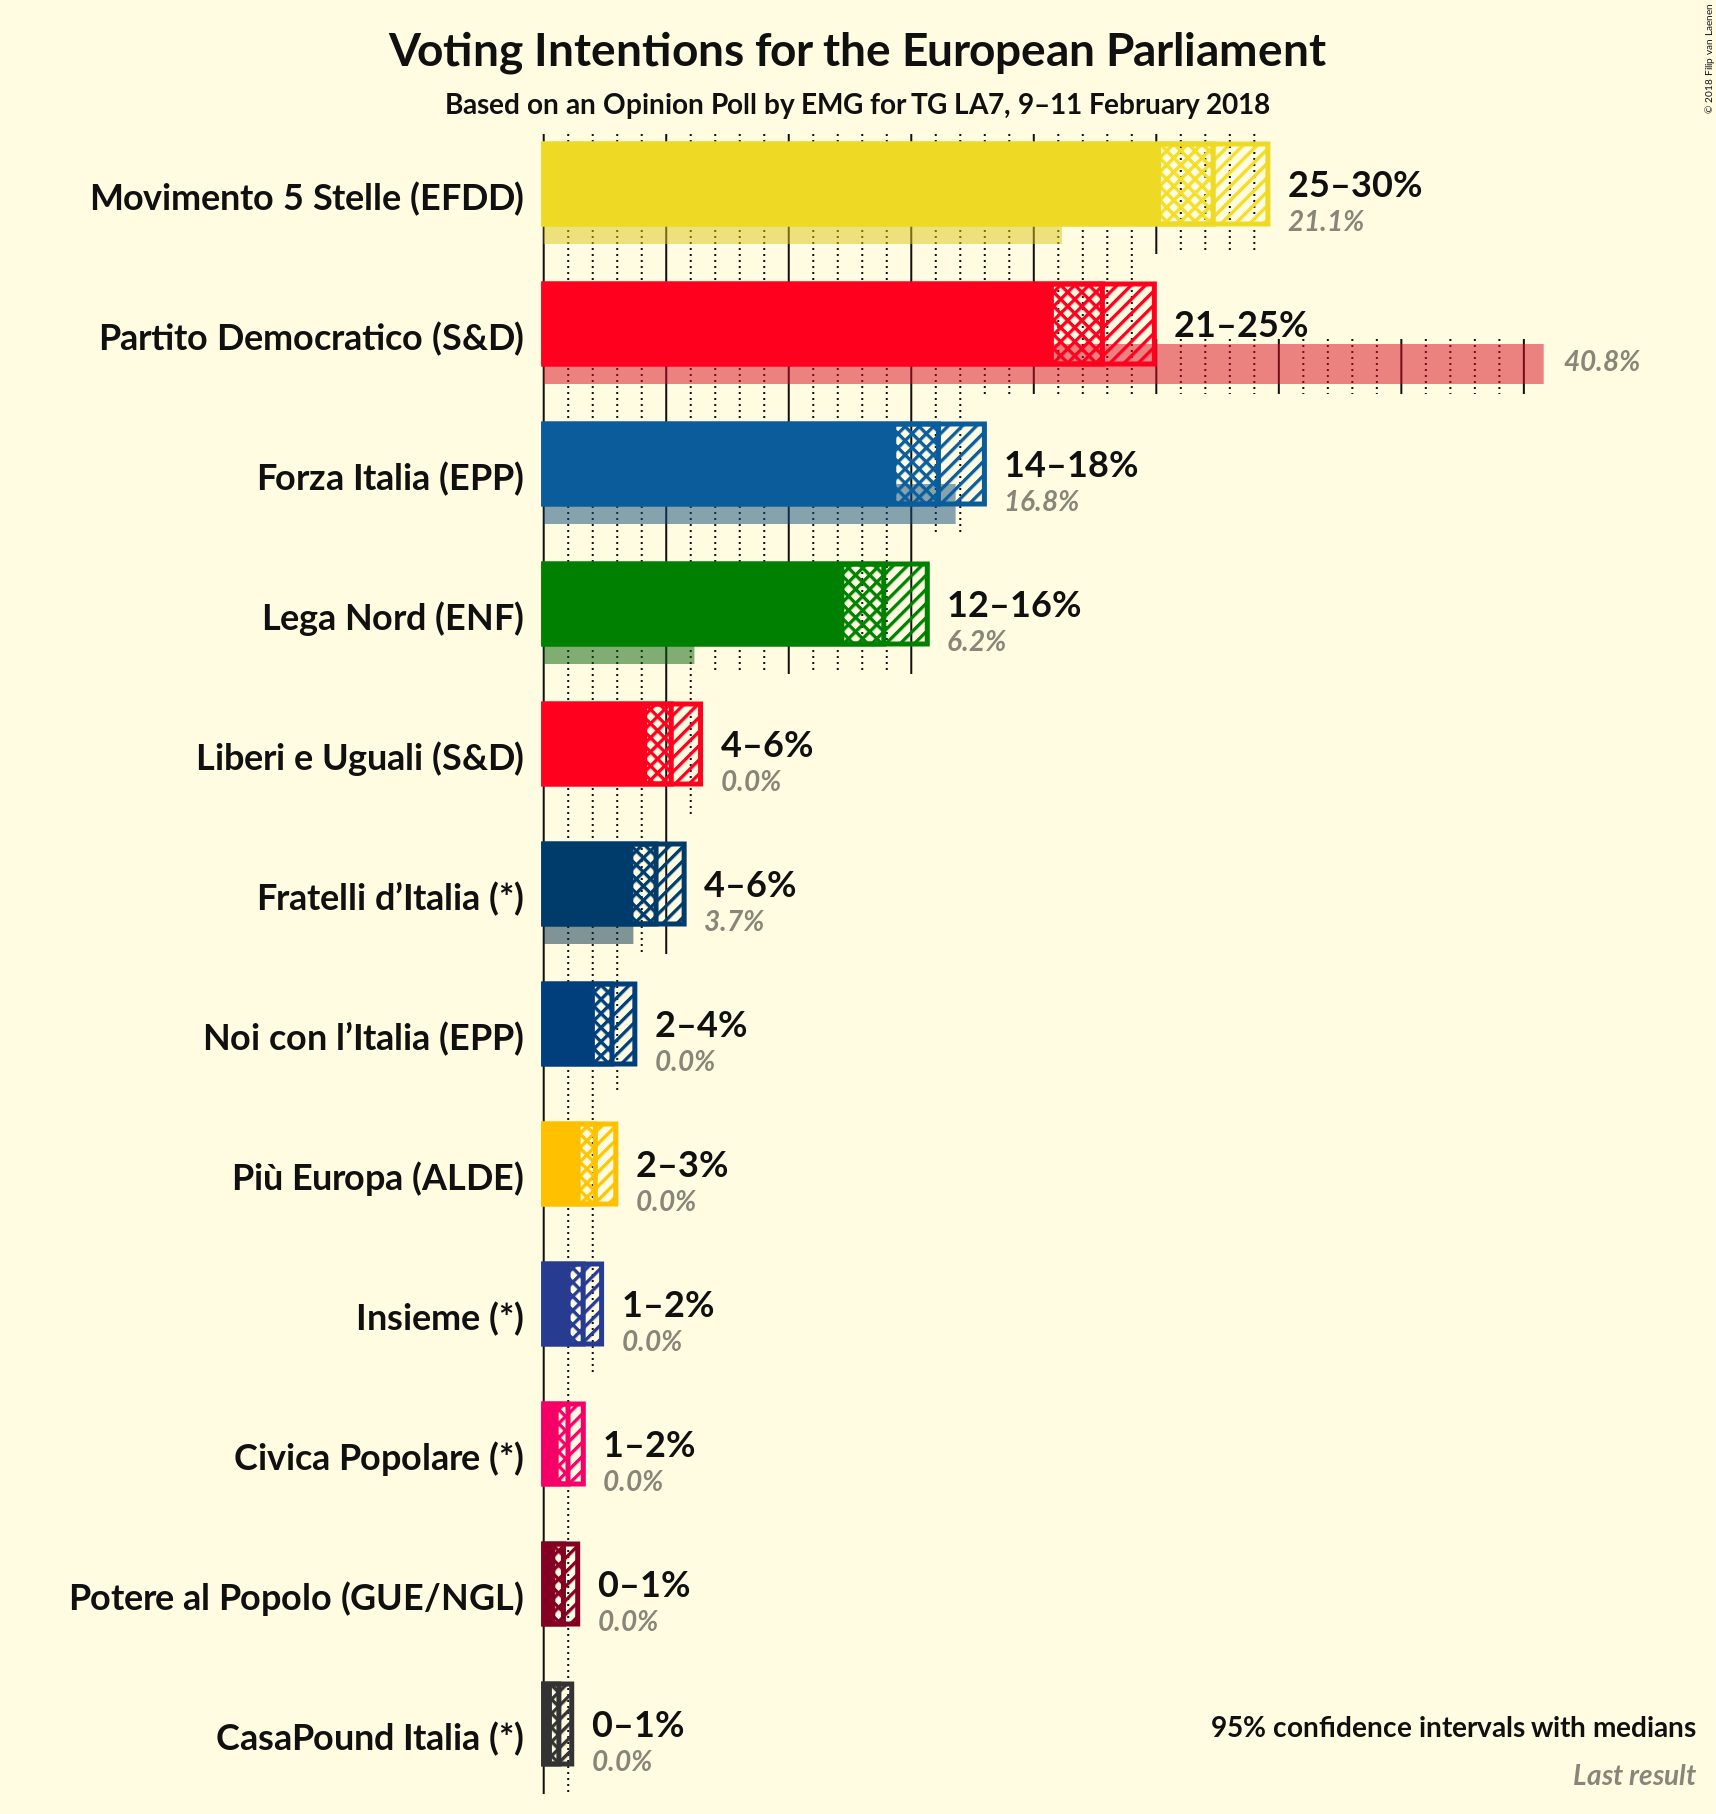 Voting Intentions for the European Parliament
Based on an Opinion Poll by EMG for TG LA7, 9–11 February 2018
© 2018 Filip van Laenen
Movimento 5 Stelle (EFDD)
25–30%
21.1%
Partito Democratico (S&D)
21–25%
40.8%
Forza Italia (EPP)
14–18%
16.8%
Lega Nord (ENF)
12–16%
6.2%
Liberi e Uguali (S&D)
4–6%
0.0%
Fratelli d’Italia (*)
4–6%
3.7%
Noi con l’Italia (EPP)
2–4%
0.0%
Più Europa (ALDE)
2–3%
0.0%
Insieme (*)
1–2%
0.0%
Civica Popolare (*)
1–2%
0.0%
Potere al Popolo (GUE/NGL)
0–1%
0.0%
CasaPound Italia (*)
0–1%
0.0%
95% confidence intervals with medians
Last result